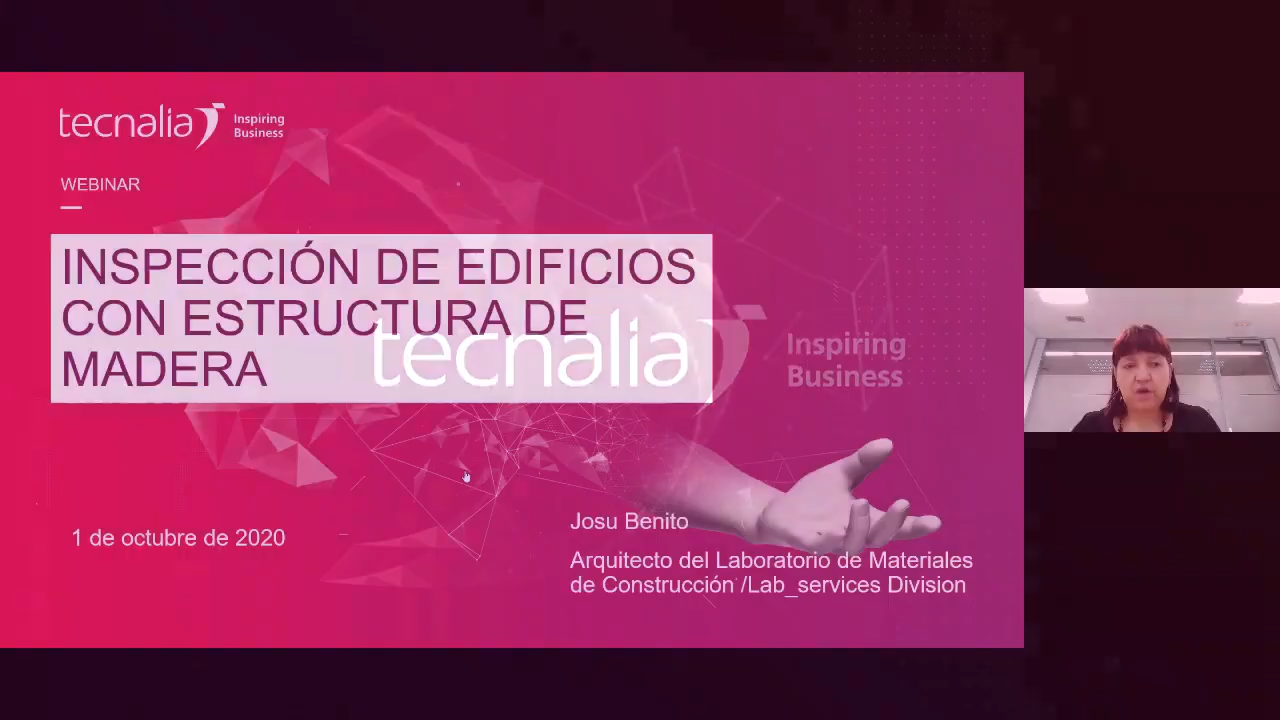 tecnalia Inspiring
Business
WEBINAR
INSPECCIÓN DE EDIFICIOS
CON ESTRUCTURA DE
MADERA
tecnalia Inspiring
Business
1 de octubre de 2020
Josu Benito
Arquitecto del Laboratorio de Materiales
de Construcción /Lab_services Division